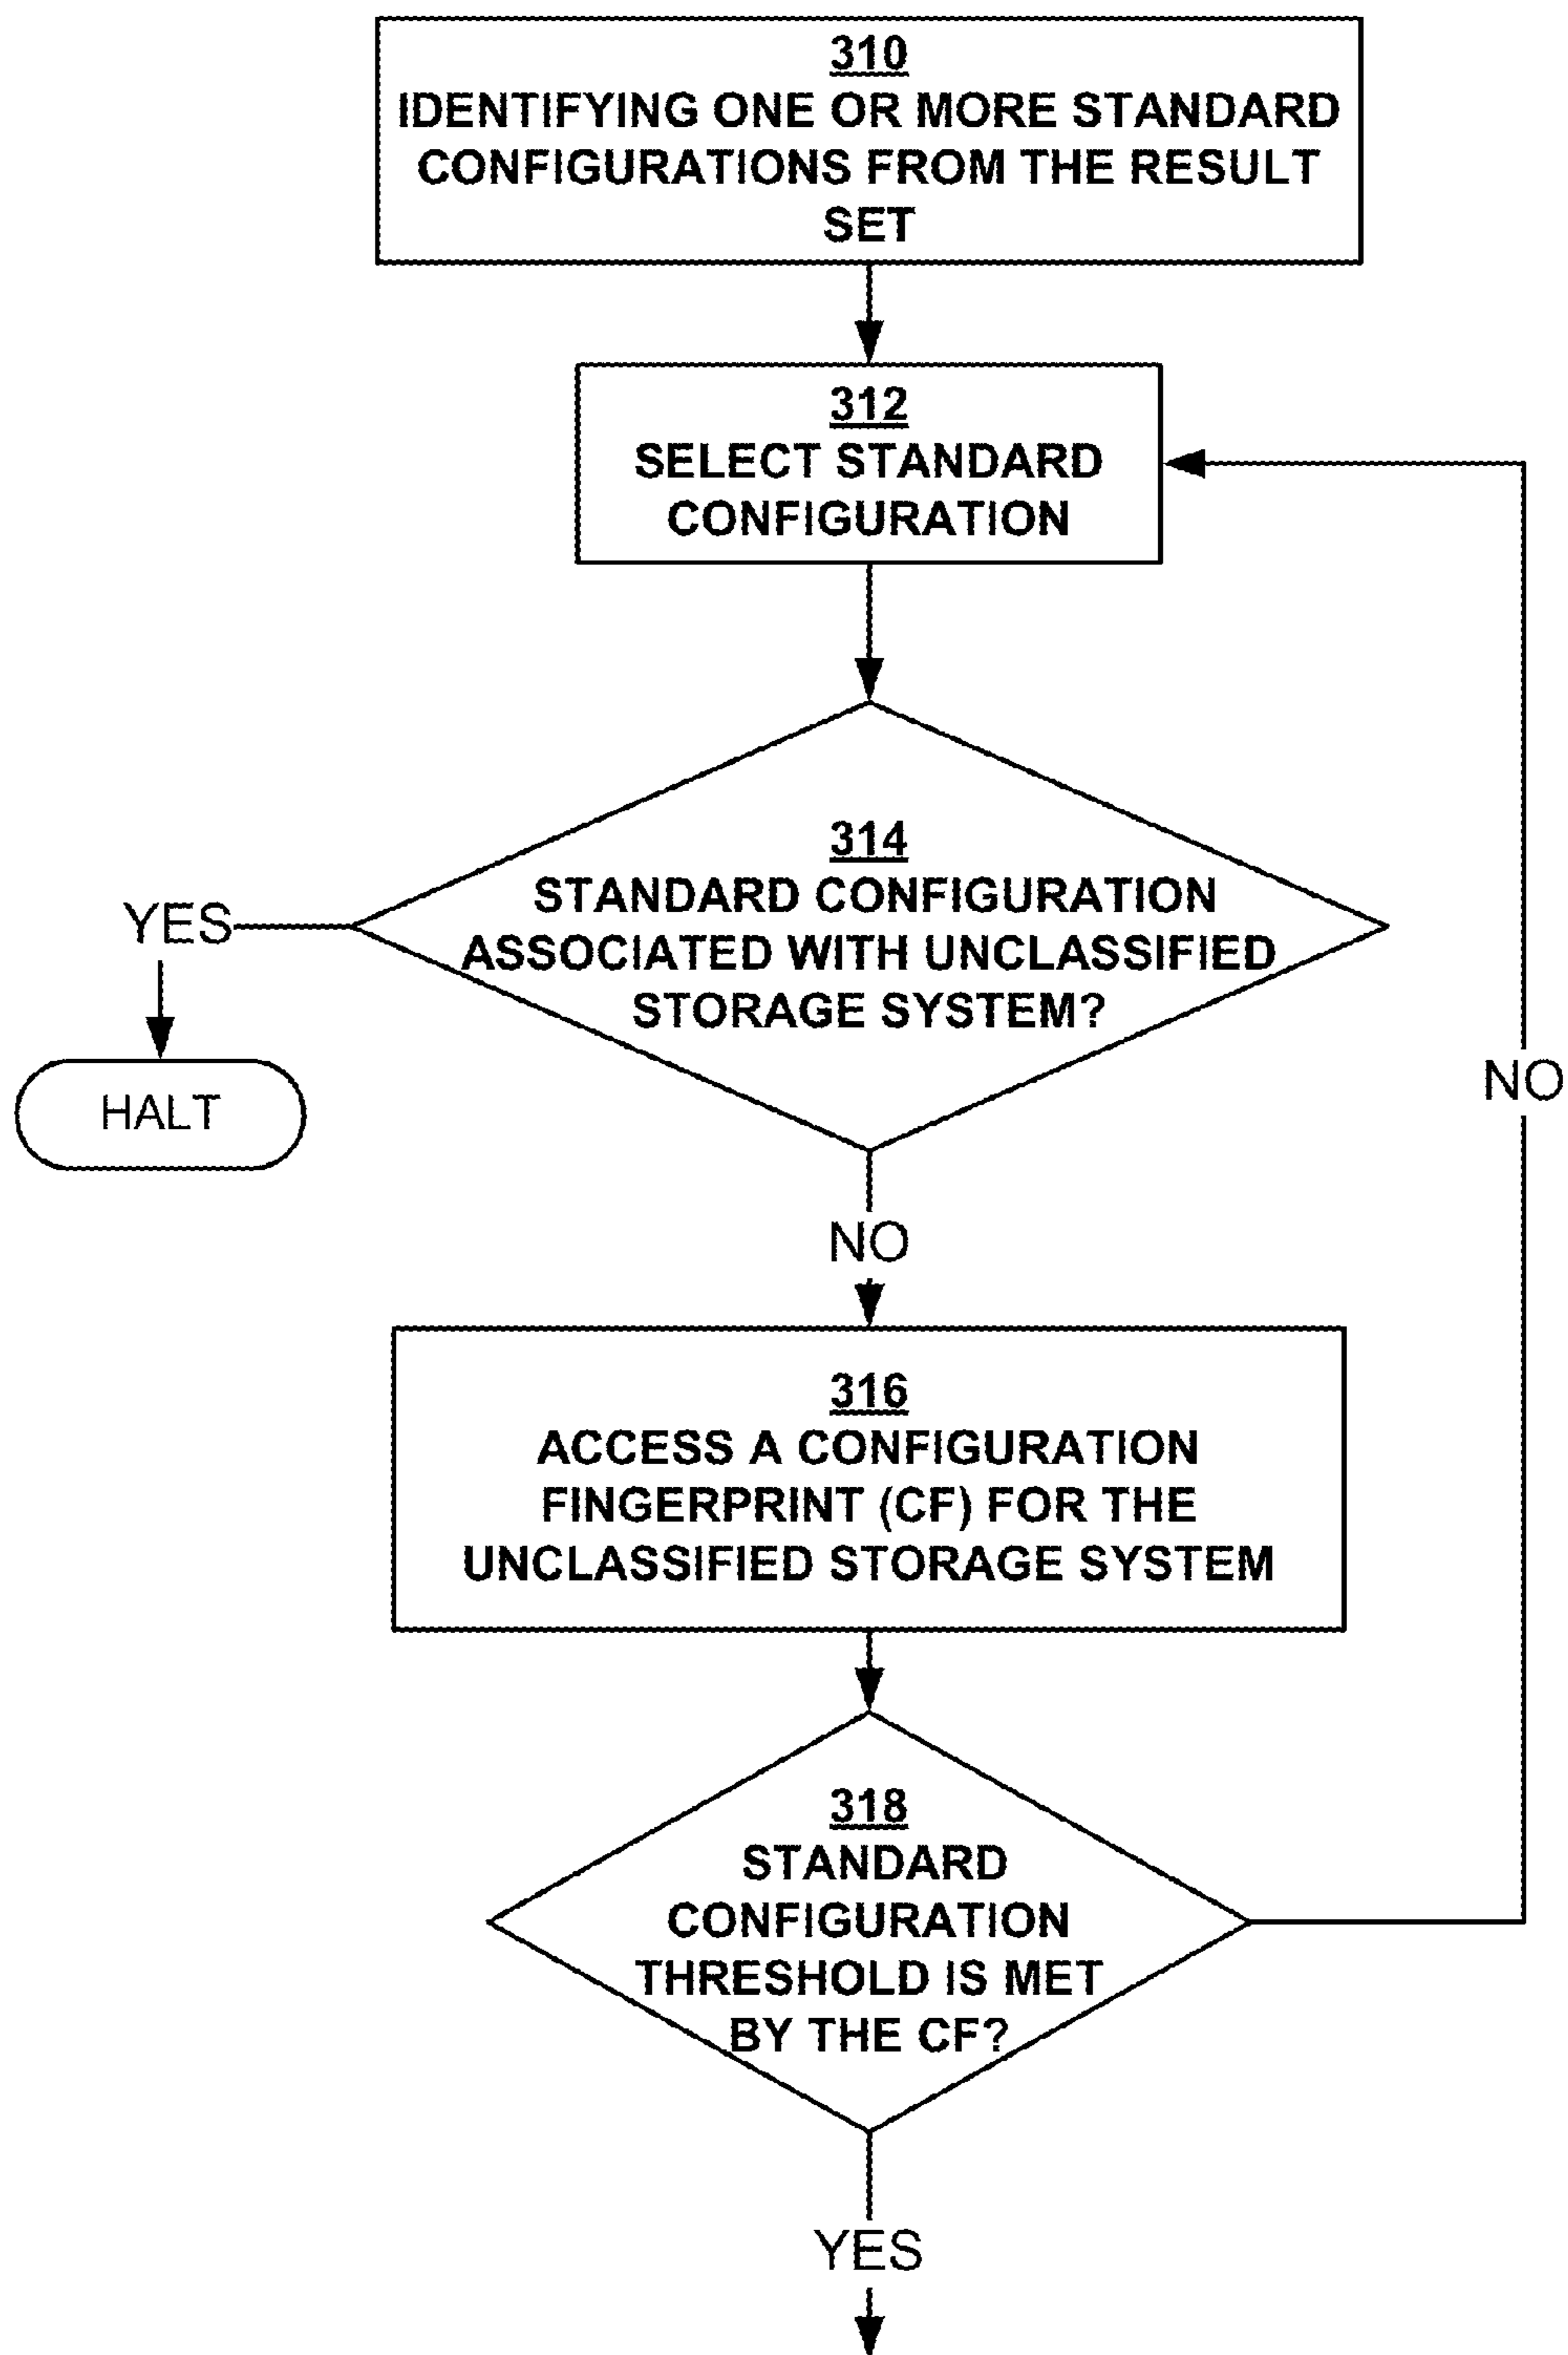 310
IDENTIFYING ONE OR MORE STANDARD
CONFIGURATIONS FROM THE RESULT
SET
312
SELECT STANDARD
CONFIGURATION
314
STANDARD CONFIGURATION
ASSOCIATED WITH UNCLASSIFIED
STORAGE SYSTEM?
YES
HALT
NO
NO
316
ACCESS A CONFIGURATION
FINGERPRINT (CF) FOR THE
UNCLASSIFIED STORAGE SYSTEM
318
STANDARD
CONFIGURATION
THRESHOLD IS MET
BY THE CF?
YES